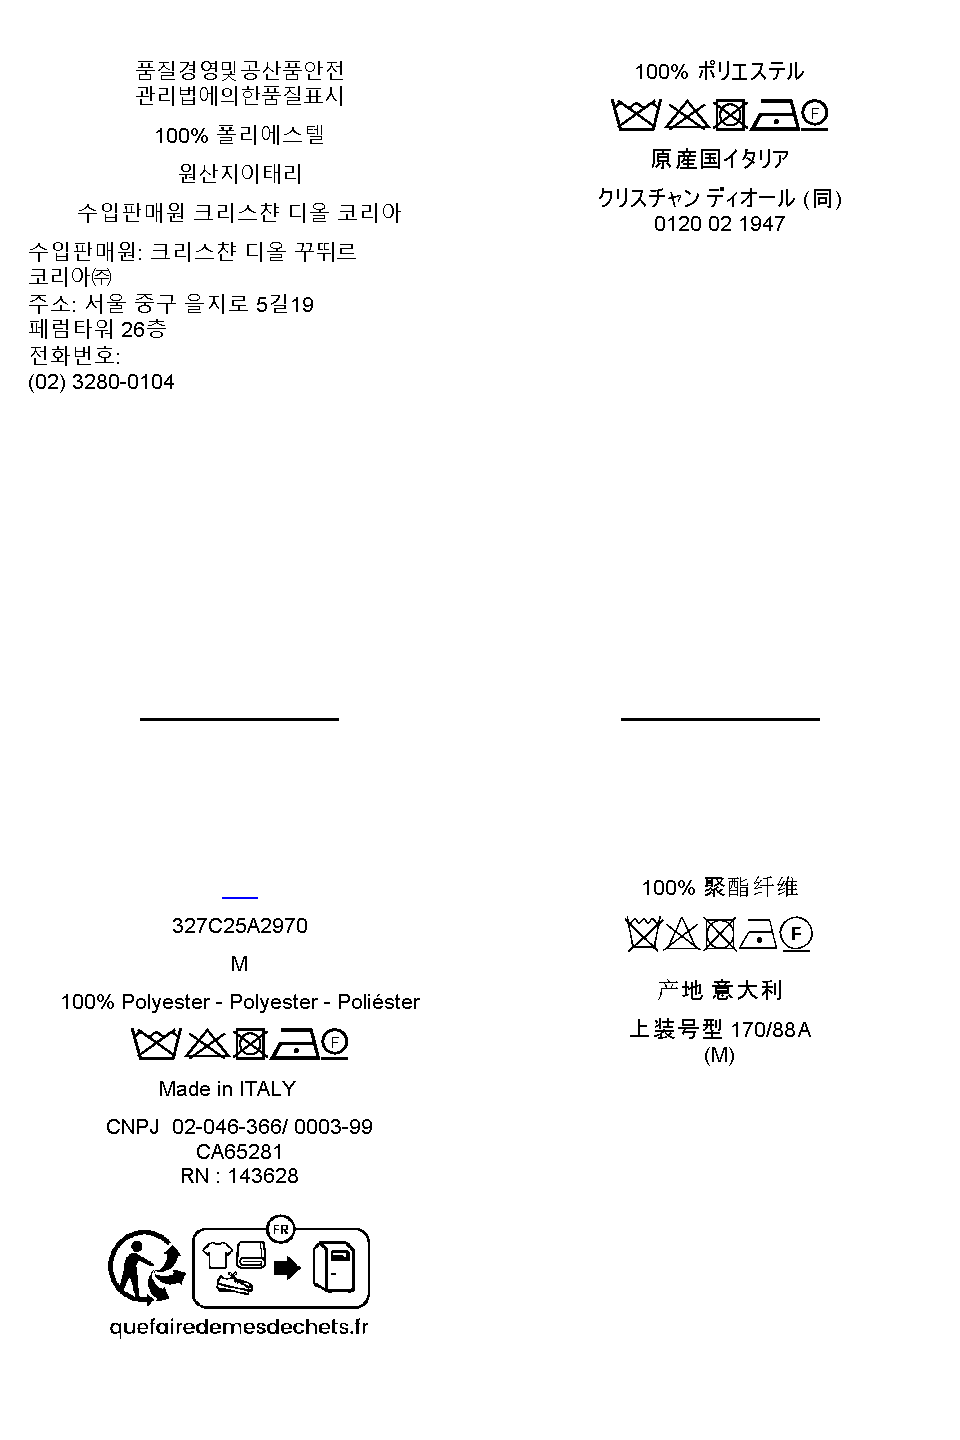 품질경영및공산품안전
관리법에의한품질표시
100% 폴리에스텔
원산지이태리
수입판매원 크리스챤 디올 코리아
수입판매원: 크리스챤 디올 꾸뛰르
코리아㈜
주소: 서울 중구 을지로 5길19
페럼타워 26층
전화번호:
(02) 3280-0104
100% ポリエステル
F
原産国イタリア
クリスチャン ディオール (同)
0120 02 1947
327C25A2970
M
100% Polyester - Polyester - Poliéster
F
Made in ITALY
CNPJ 02-046-366/ 0003-99
CA65281
RN : 143628
FR
quefairedemesdechets.fr
100% 聚酯纤维
F
产地 意大利
上装号型 170/88A
(M)